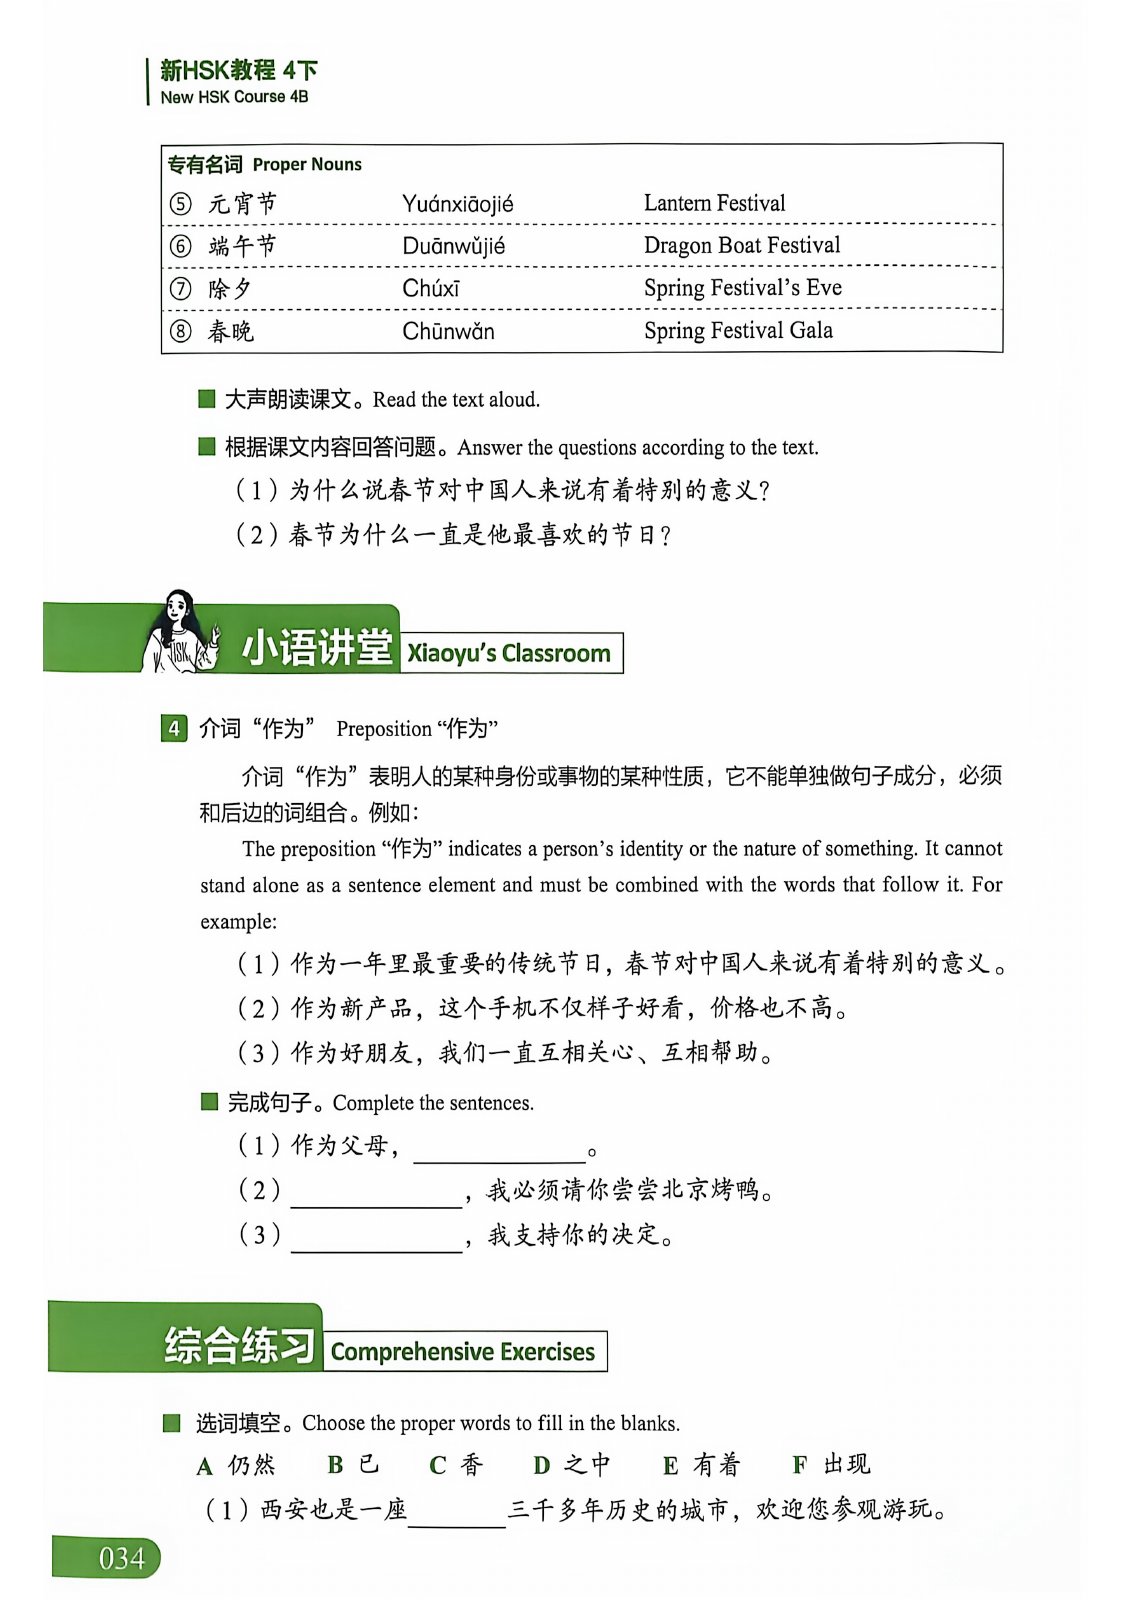 新HSK教程 4下
New HSK Course 4B
专有名词 Proper Nouns
⑤ 元宵节 Yuánxiāojié Lantern Festival
⑥ 端午节 Duānwǔjié Dragon Boat Festival
⑦ 除夕 Chúxī Spring Festival's Eve
⑧ 春晚 Chūnwǎn Spring Festival Gala
大声朗读课文。Read the text aloud.
根据课文内容回答问题。Answer the questions according to the text.
（1）为什么说春节对中国人来说有着特别的意义？
（2）春节为什么一直是他最喜欢的节日？
HSK
小语讲堂 Xiaoyu's Classroom
4 介词“作为” Preposition “作为”
介词“作为”表明人的某种身份或事物的某种性质，它不能单独做句子成分，必须
和后边的词组合。例如：
The preposition “作为” indicates a person's identity or the nature of something. It cannot
stand alone as a sentence element and must be combined with the words that follow it. For
example:
（1）作为一年里最重要的传统节日，春节对中国人来说有着特别的意义。
（2）作为新产品，这个手机不仅样子好看，价格也不高。
（3）作为好朋友，我们一直互相关心、互相帮助。
完成句子。Complete the sentences.
（1）作为父母，______________。
（2）______________，我必须请你尝尝北京烤鸭。
（3）______________，我支持你的决定。
综合练习 Comprehensive Exercises
选词填空。Choose the proper words to fill in the blanks.
A 仍然 B 已 C 香 D 之中 E 有着 F 出现
（1）西安也是一座________三千多年历史的城市，欢迎您参观游玩。
034